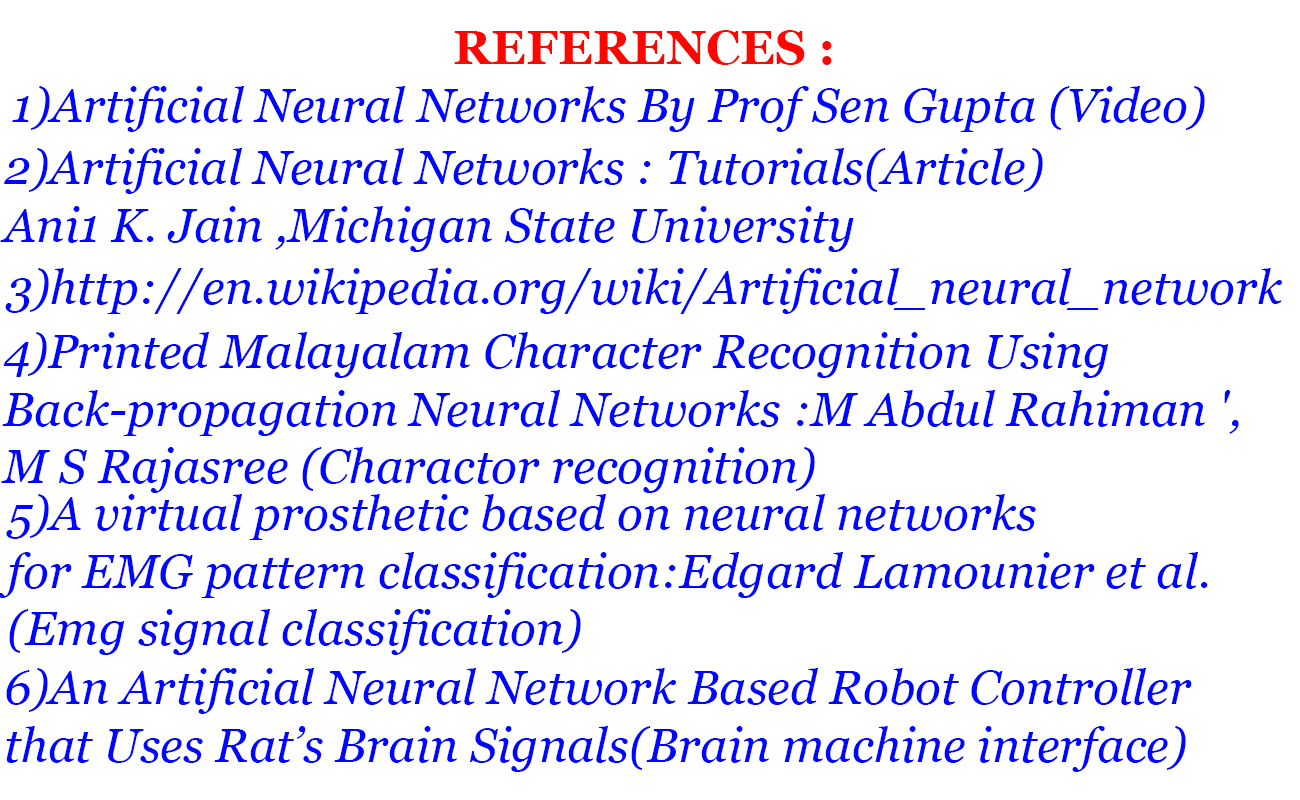 REFERENCES :
1)Artificial Neural Networks By Prof Sen Gupta (Video)
2)Artificial Neural Networks : Tutorials(Article)
Ani1 K. Jain ,Michigan State University
3)http://en.wikipedia.org/wiki/Artificial_neural_network
4)Printed Malayalam Character Recognition Using
Back-propagation Neural Networks :M Abdul Rahiman ',
M S Rajasree (Charactor recognition)
5)A virtual prosthetic based on neural networks
for EMG pattern classification:Edgard Lamounier et al.
(Emg signal classification)
6)An Artificial Neural Network Based Robot Controller
that Uses Rat’s Brain Signals(Brain machine interface)